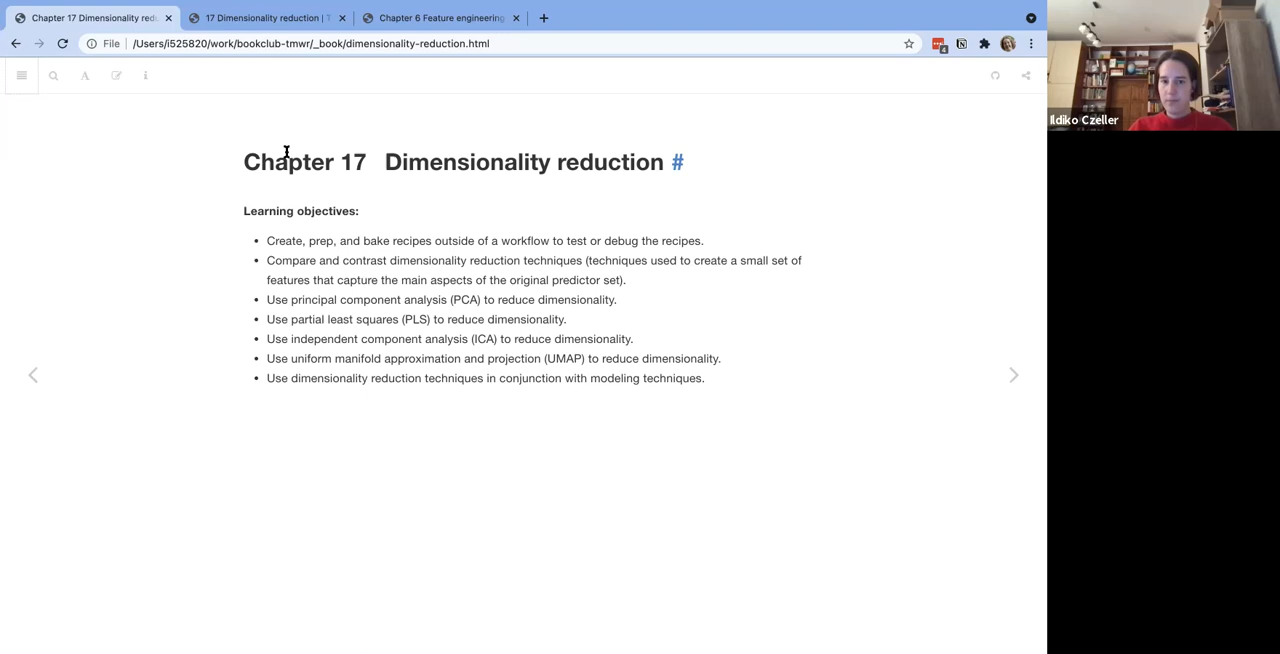 Chapter 17 Dimensionality redu
17 Dimensionality reduction | T
Chapter 6 Feature engineering
File
/Users/i525820/work/bookclub-tmwr/_book/dimensionality-reduction.html
4
Ildiko Czeller
Chapter 17 Dimensionality reduction #
Learning objectives:
• Create, prep, and bake recipes outside of a workflow to test or debug the recipes.
• Compare and contrast dimensionality reduction techniques (techniques used to create a small set of
features that capture the main aspects of the original predictor set).
• Use principal component analysis (PCA) to reduce dimensionality.
• Use partial least squares (PLS) to reduce dimensionality.
• Use independent component analysis (ICA) to reduce dimensionality.
• Use uniform manifold approximation and projection (UMAP) to reduce dimensionality.
• Use dimensionality reduction techniques in conjunction with modeling techniques.